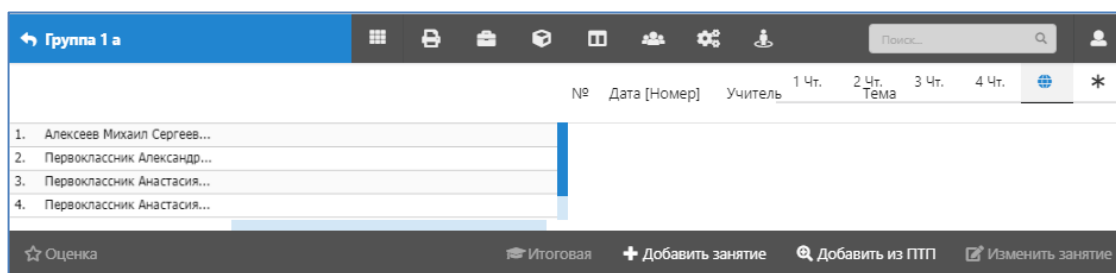 Группа 1 а
Поиск...
№ Дата [Номер] Учитель Тема
1 Чт. 2 Чт. 3 Чт. 4 Чт.
1. Алексеев Михаил Сергеев...
2. Первоклассник Александр...
3. Первоклассник Анастасия...
4. Первоклассник Анастасия...
Оценка Итоговая Добавить занятие Добавить из ПТП Изменить занятие